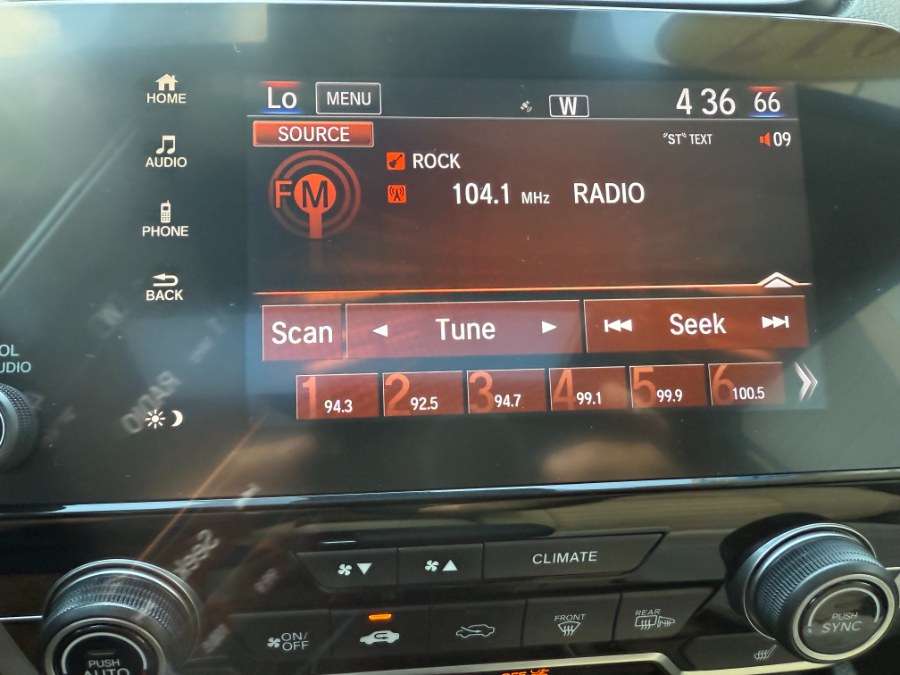 HOME
AUDIO
PHONE
BACK
Lo MENU W 4 36 66
SOURCE "ST" TEXT 09
FM ROCK
104.1 MHz RADIO
Scan Tune Seek
1 94.3 2 92.5 3 94.7 4 99.1 5 99.9 6 100.5
CLIMATE
ON/
OFF
FRONT
REAR
PUSH
AUTO
PUSH
SYNC